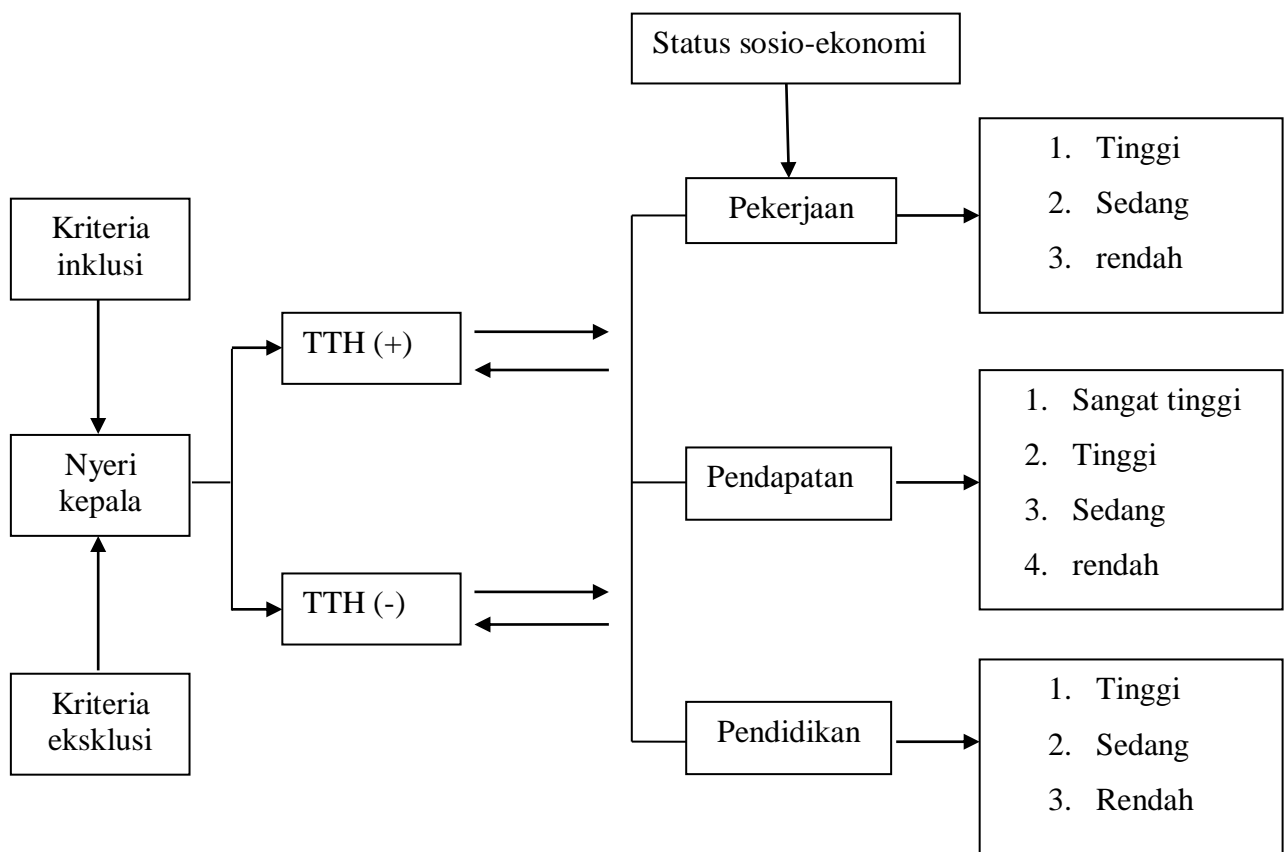 Status sosio-ekonomi
Kriteria
inklusi
Nyeri
kepala
Kriteria
eksklusi
TTH (+)
TTH (-)
Pekerjaan
1. Tinggi
2. Sedang
3. rendah
Pendapatan
1. Sangat tinggi
2. Tinggi
3. Sedang
4. rendah
Pendidikan
1. Tinggi
2. Sedang
3. Rendah